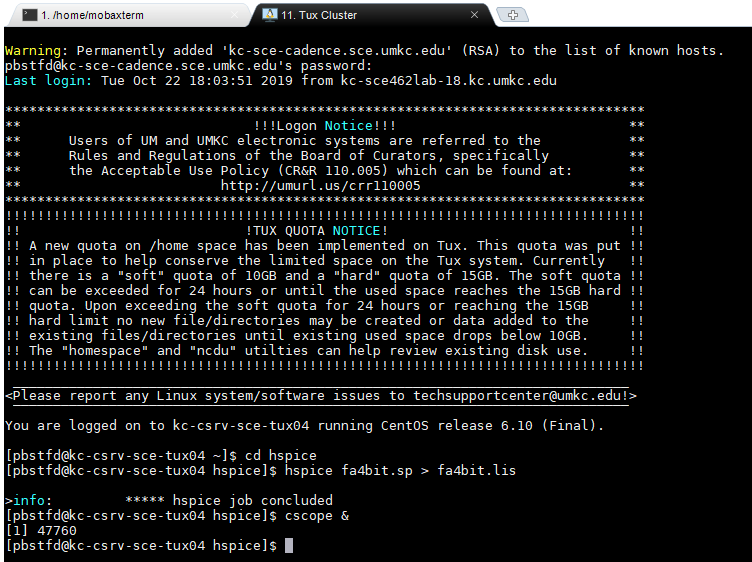 1. /home/mobaxterm
11. Tux Cluster
Warning: Permanently added 'kc-sce-cadence.sce.umkc.edu' (RSA) to the list of known hosts.
pbstfd@kc-sce-cadence.sce.umkc.edu's password:
Last login: Tue Oct 22 18:03:51 2019 from kc-sce462lab-18.kc.umkc.edu
********************************************************************************
** !!!Logon Notice!!! **
** Users of UM and UMKC electronic systems are referred to the **
** Rules and Regulations of the Board of Curators, specifically **
** the Acceptable Use Policy (CR&R 110.005) which can be found at: **
** http://umurl.us/crr110005 **
********************************************************************************
!!!!!!!!!!!!!!!!!!!!!!!!!!!!!!!!!!!!!!!!!!!!!!!!!!!!!!!!!!!!!!!!!!!!!!!!!!!!!!!!
!! !TUX QUOTA NOTICE! !!
!! A new quota on /home space has been implemented on Tux. This quota was put !!
!! in place to help conserve the limited space on the Tux system. Currently !!
!! there is a "soft" quota of 10GB and a "hard" quota of 15GB. The soft quota !!
!! can be exceeded for 24 hours or until the used space reaches the 15GB hard !!
!! quota. Upon exceeding the soft quota for 24 hours or reaching the 15GB !!
!! hard limit no new file/directories may be created or data added to the !!
!! existing files/directories until existing used space drops below 10GB. !!
!! The "homespace" and "ncdu" utilties can help review existing disk use. !!
!!!!!!!!!!!!!!!!!!!!!!!!!!!!!!!!!!!!!!!!!!!!!!!!!!!!!!!!!!!!!!!!!!!!!!!!!!!!!!!!
<Please report any Linux system/software issues to techsupportcenter@umkc.edu!>
You are logged on to kc-csrv-sce-tux04 running CentOS release 6.10 (Final).
[pbstfd@kc-csrv-sce-tux04 ~]$ cd hspice
[pbstfd@kc-csrv-sce-tux04 hspice]$ hspice fa4bit.sp > fa4bit.lis
>info: ***** hspice job concluded
[pbstfd@kc-csrv-sce-tux04 hspice]$ cscope &
[1] 47760
[pbstfd@kc-csrv-sce-tux04 hspice]$